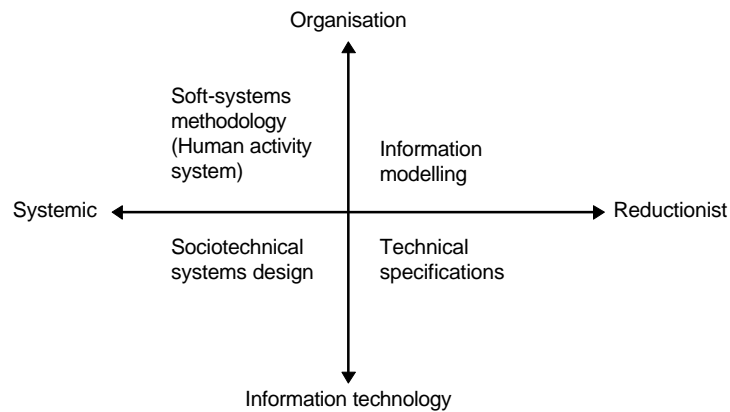 Organisation
Soft-systems
methodology
(Human activity
system)
Information
modelling
Systemic
Reductionist
Sociotechnical
systems design
Technical
specifications
Information technology